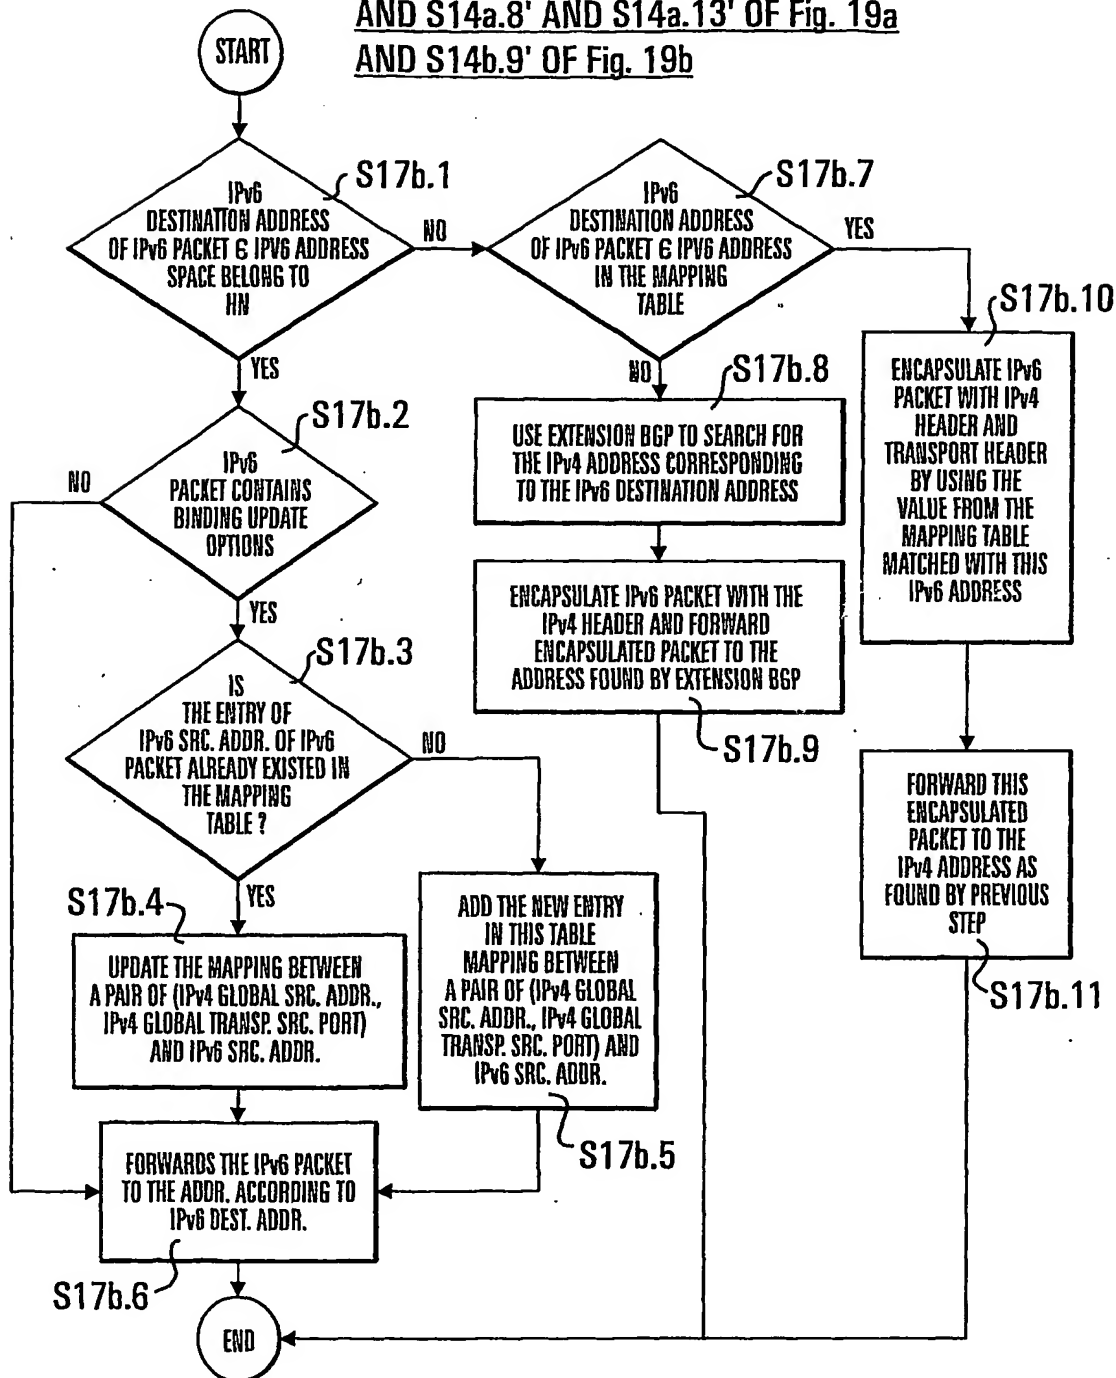 AND S14a.8' AND S14a.13' OF Fig. 19a
AND S14b.9' OF Fig. 19b
START
S17b.1
IPv6
DESTINATION ADDRESS
OF IPv6 PACKET ∈ IPV6 ADDRESS
SPACE BELONG TO
HN
NO
YES
S17b.7
IPv6
DESTINATION ADDRESS
OF IPv6 PACKET ∈ IPV6 ADDRESS
IN THE MAPPING
TABLE
YES
NO
S17b.10
ENCAPSULATE IPv6
PACKET WITH IPv4
HEADER AND
TRANSPORT HEADER
BY USING THE
VALUE FROM THE
MAPPING TABLE
MATCHED WITH THIS
IPv6 ADDRESS
S17b.8
USE EXTENSION BGP TO SEARCH FOR
THE IPv4 ADDRESS CORRESPONDING
TO THE IPv6 DESTINATION ADDRESS
S17b.2
IPv6
PACKET CONTAINS
BINDING UPDATE
OPTIONS
NO
YES
ENCAPSULATE IPv6 PACKET WITH THE
IPv4 HEADER AND FORWARD
ENCAPSULATED PACKET TO THE
ADDRESS FOUND BY EXTENSION BGP
S17b.9
S17b.3
IS
THE ENTRY OF
IPv6 SRC. ADDR. OF IPv6
PACKET ALREADY EXISTED IN
THE MAPPING
TABLE ?
NO
YES
FORWARD THIS
ENCAPSULATED
PACKET TO THE
IPv4 ADDRESS AS
FOUND BY PREVIOUS
STEP
S17b.11
S17b.4
UPDATE THE MAPPING BETWEEN
A PAIR OF (IPv4 GLOBAL SRC. ADDR.,
IPv4 GLOBAL TRANSP. SRC. PORT)
AND IPv6 SRC. ADDR.
ADD THE NEW ENTRY
IN THIS TABLE
MAPPING BETWEEN
A PAIR OF (IPv4 GLOBAL
SRC. ADDR., IPv4 GLOBAL
TRANSP. SRC. PORT) AND
IPv6 SRC. ADDR.
S17b.5
FORWARDS THE IPv6 PACKET
TO THE ADDR. ACCORDING TO
IPv6 DEST. ADDR.
S17b.6
END